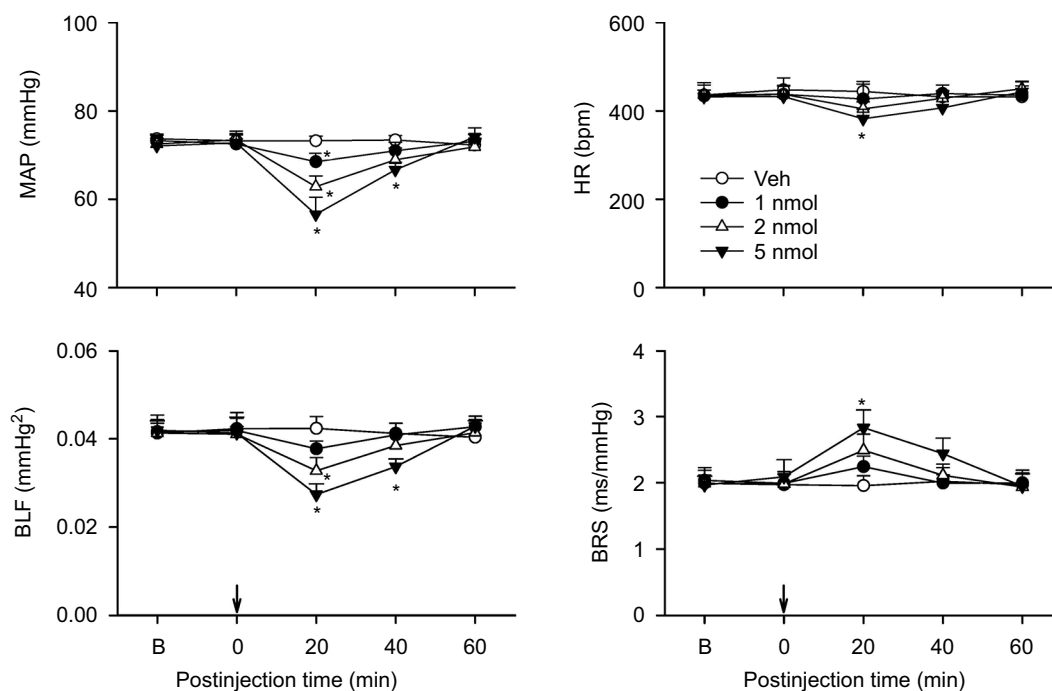 100
80
60
40
MAP (mmHg)
600
400
200
0
HR (bpm)
Veh
1 nmol
2 nmol
5 nmol
*
*
*
*
*
0.06
0.04
0.02
0.00
BLF (mmHg²)
*
*
*
B 0 20 40 60
Postinjection time (min)
4
3
2
1
0
BRS (ms/mmHg)
*
B 0 20 40 60
Postinjection time (min)